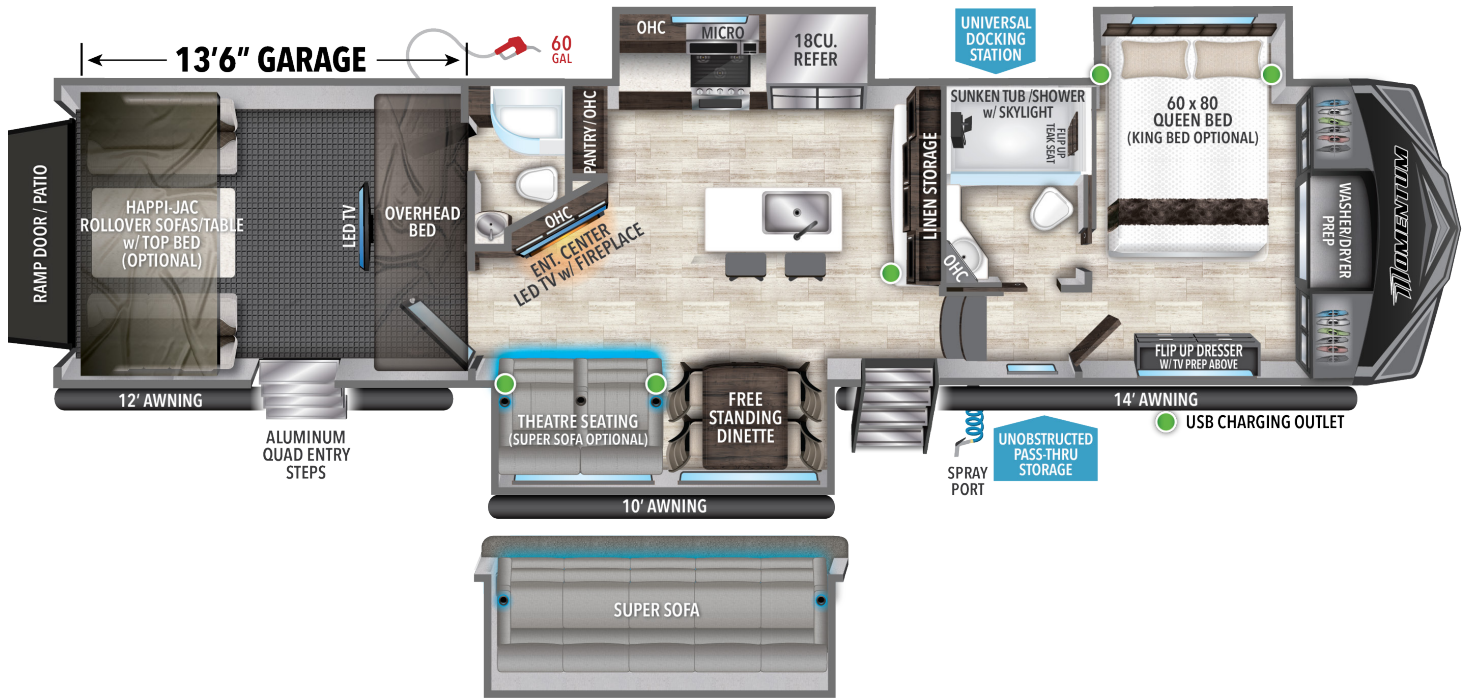 13'6" GARAGE
60
GAL
OHC
MICRO
18CU.
REFER
UNIVERSAL
DOCKING
STATION
PANTRY/OHC
LINEN STORAGE
SUNKEN TUB /SHOWER
w/ SKYLIGHT
FLIP UP
TEAK SEAT
60 x 80
QUEEN BED
(KING BED OPTIONAL)
WASHER/DRYER
PREP
MOMENTUM
RAMP DOOR / PATIO
HAPPI-JAC
ROLLOVER SOFAS/TABLE
w/ TOP BED
(OPTIONAL)
LED TV
OVERHEAD
BED
OHC
ENT. CENTER
LED TV w/ FIREPLACE
OHC
FLIP UP DRESSER
W/ TV PREP ABOVE
12' AWNING
ALUMINUM
QUAD ENTRY
STEPS
THEATRE SEATING
(SUPER SOFA OPTIONAL)
FREE
STANDING
DINETTE
14' AWNING
USB CHARGING OUTLET
SPRAY
PORT
UNOBSTRUCTED
PASS-THRU
STORAGE
10' AWNING
SUPER SOFA